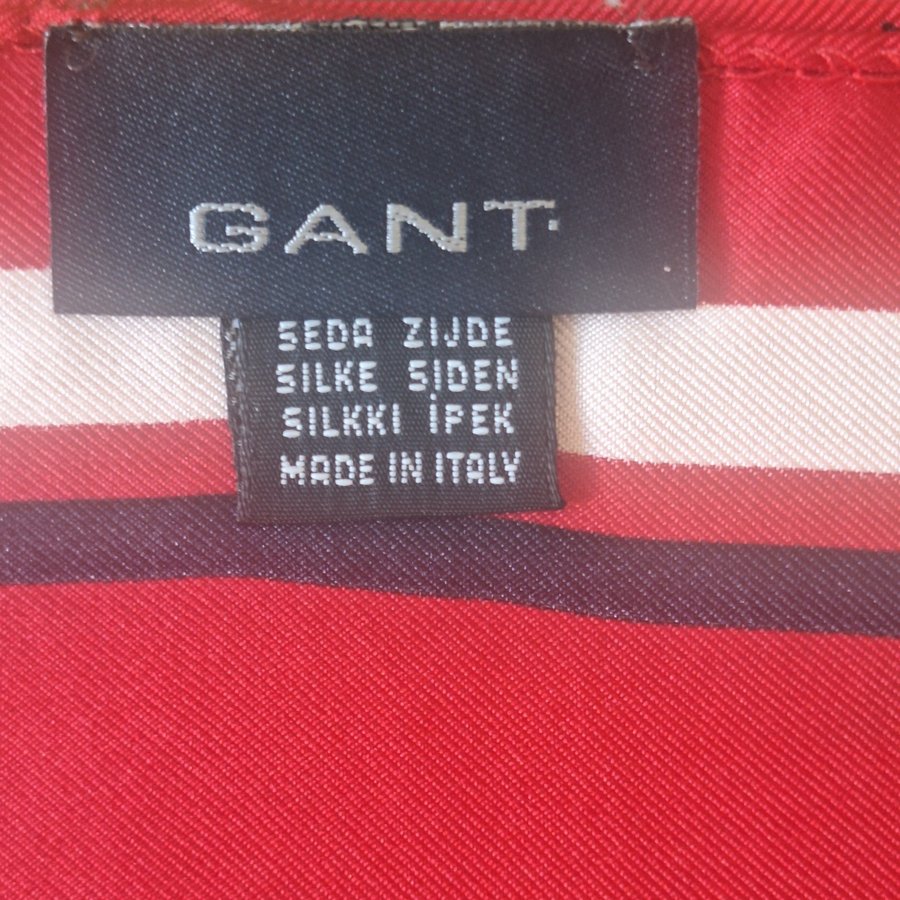 GANT
SEDA ZIJDE
SILKE SIDEN
SILKKI İPEK
MADE IN ITALY